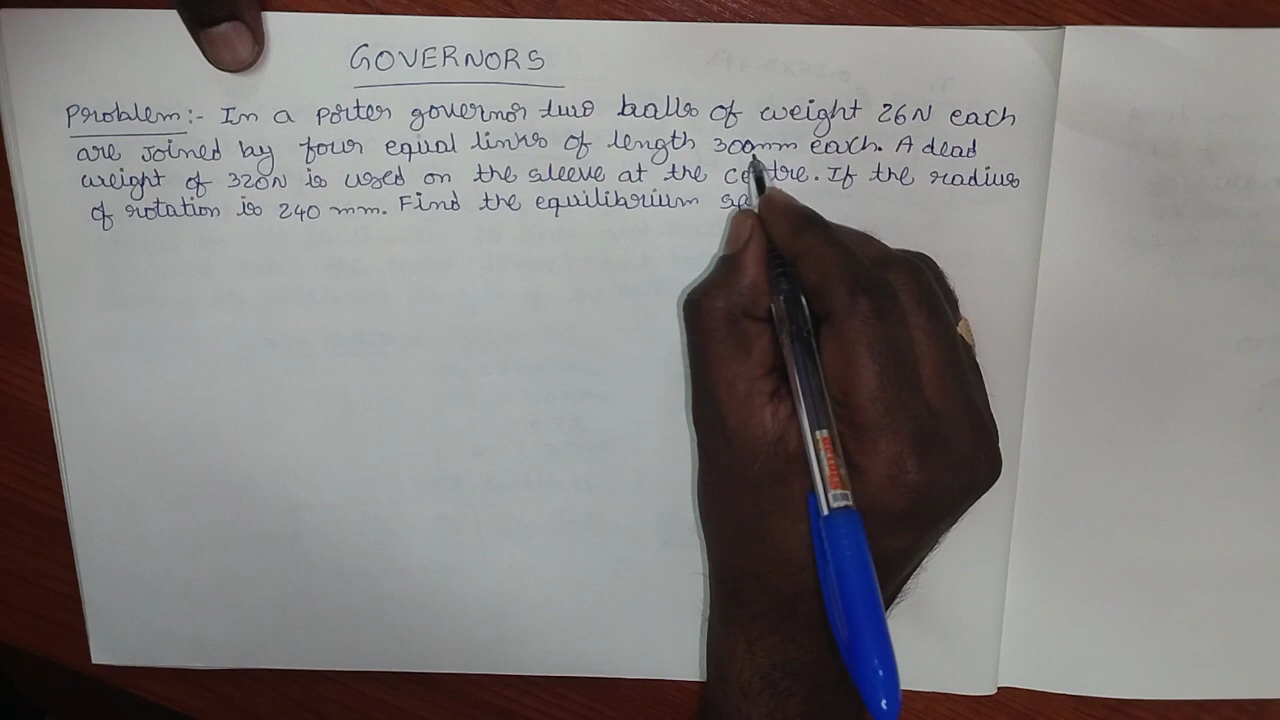 GOVERNORS
Problem:- In a porter governor two balls of weight 26N each
are joined by four equal links of length 300mm each. A dead
weight of 320N is used on the sleeve at the centre. If the radius
of rotation is 240 mm. Find the equilibrium